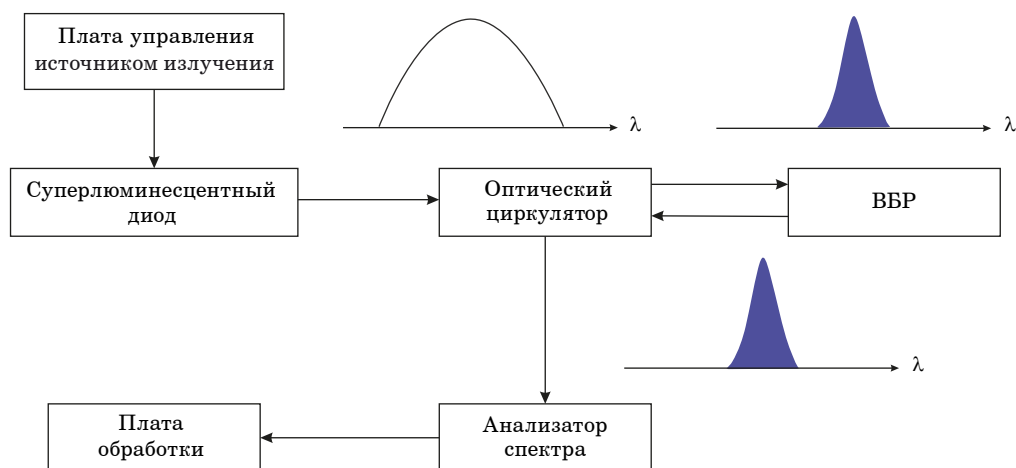 Плата управления
источником излучения
λ
λ
Суперлюминесцентный
диод
Оптический
циркулятор
ВБР
λ
Плата
обработки
Анализатор
спектра